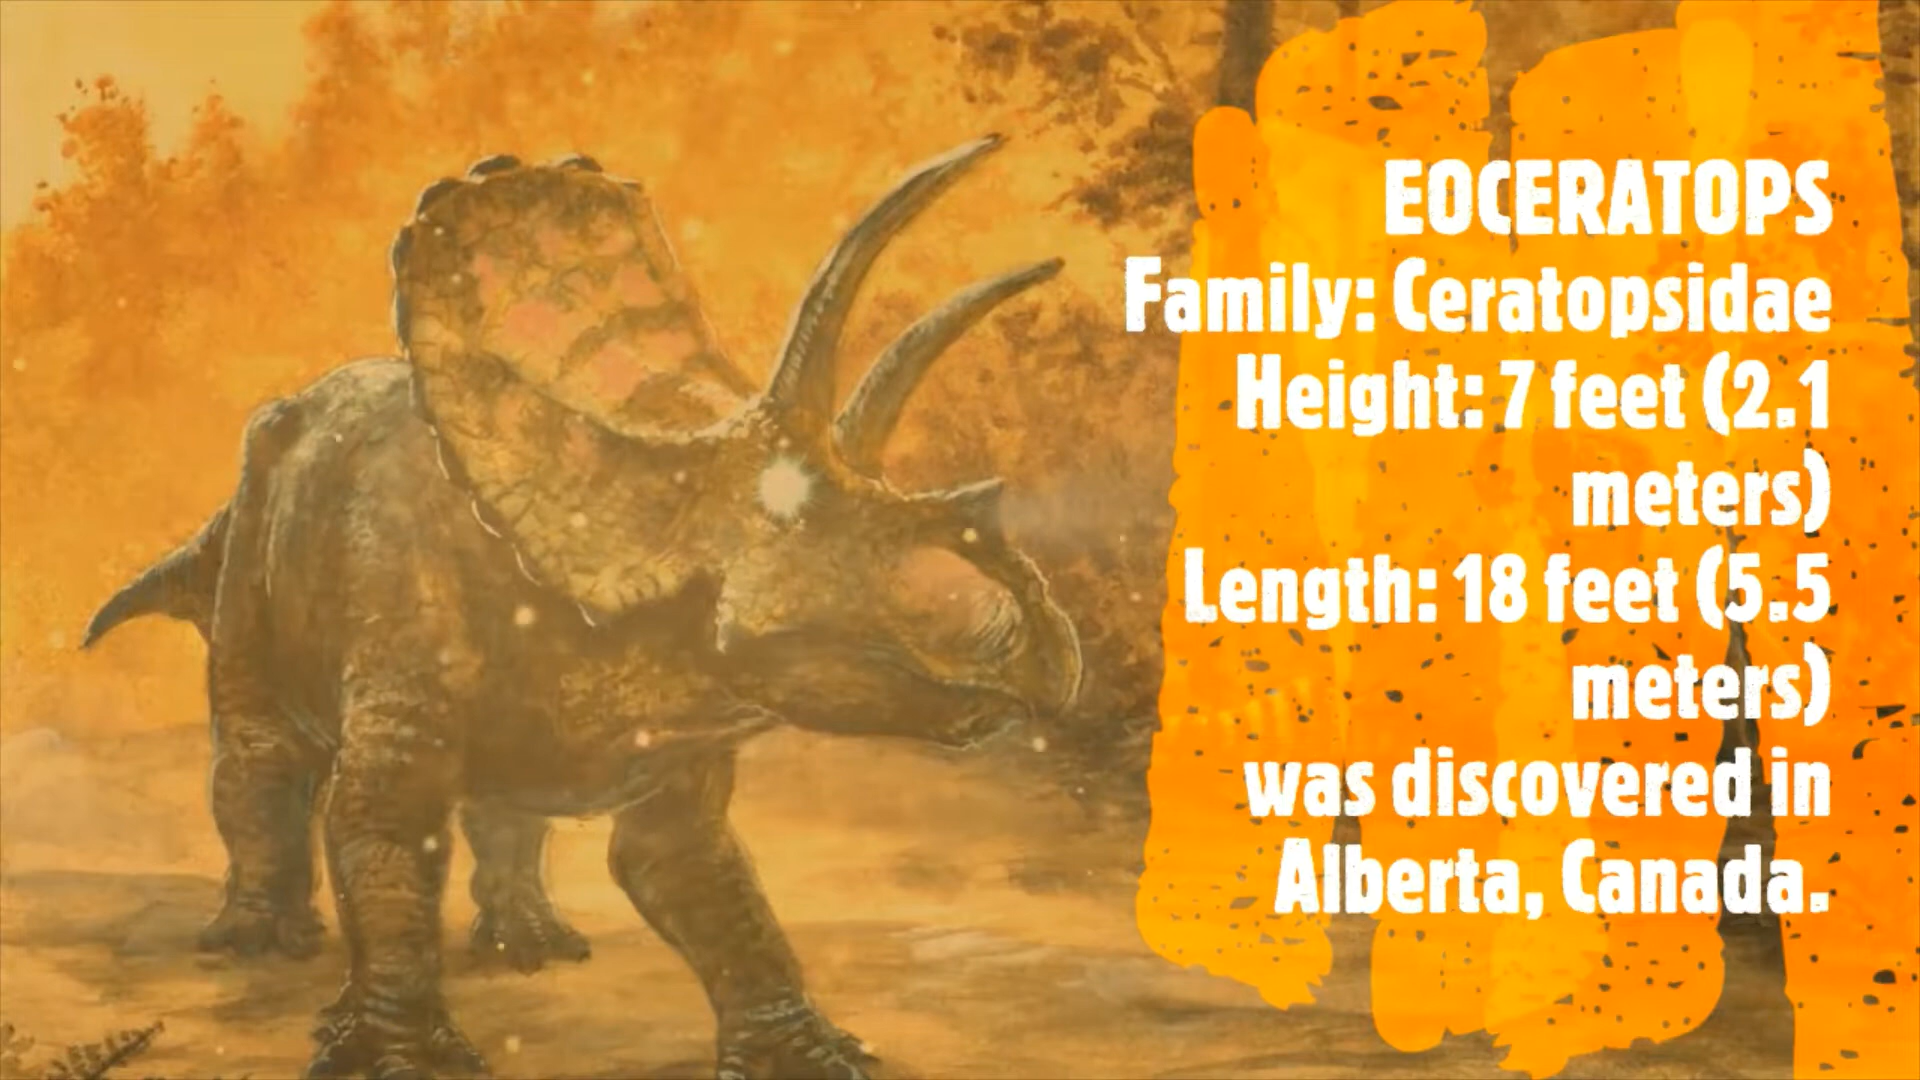 EOCERATOPS
Family: Ceratopsidae
Height: 7 feet (2.1
meters)
Length: 18 feet (5.5
meters)
was discovered in
Alberta, Canada.